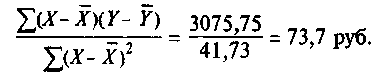 ∑(X – X̄)(Y – Ȳ) / ∑(X – X̄)² = 3075,75 / 41,73 = 73,7 руб.